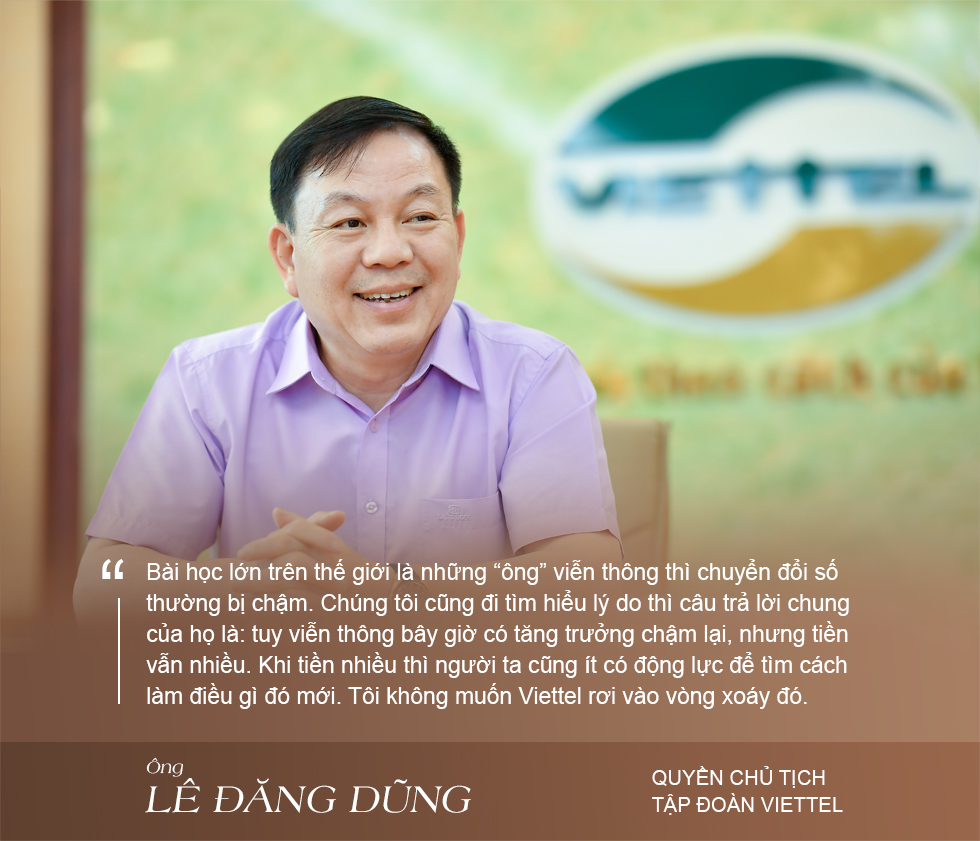 VIETTEL
“ Bài học lớn trên thế giới là những “ông” viễn thông thì chuyển đổi số
thường bị chậm. Chúng tôi cũng đi tìm hiểu lý do thì câu trả lời chung
của họ là: tuy viễn thông bây giờ có tăng trưởng chậm lại, nhưng tiền
vẫn nhiều. Khi tiền nhiều thì người ta cũng ít có động lực để tìm cách
làm điều gì đó mới. Tôi không muốn Viettel rơi vào vòng xoáy đó.
Ông
LÊ ĐĂNG DŨNG
QUYỀN CHỦ TỊCH
TẬP ĐOÀN VIETTEL